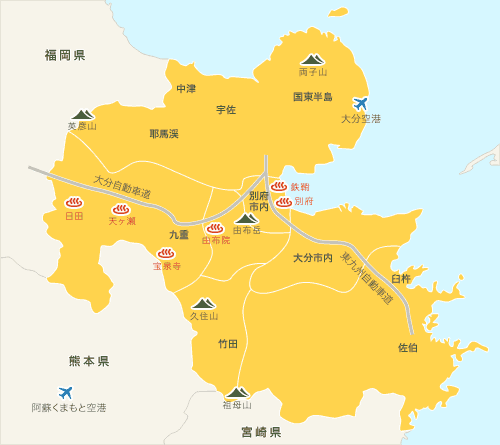 福岡県
両子山
中津
国東半島
宇佐
大分空港
英彦山
耶馬渓
大分自動車道
鉄輪
別府
市内
別府
日田
天ヶ瀬
由布岳
九重
由布院
宝泉寺
大分市内
東九州自動車道
臼杵
久住山
竹田
佐伯
熊本県
阿蘇くまもと空港
祖母山
宮崎県